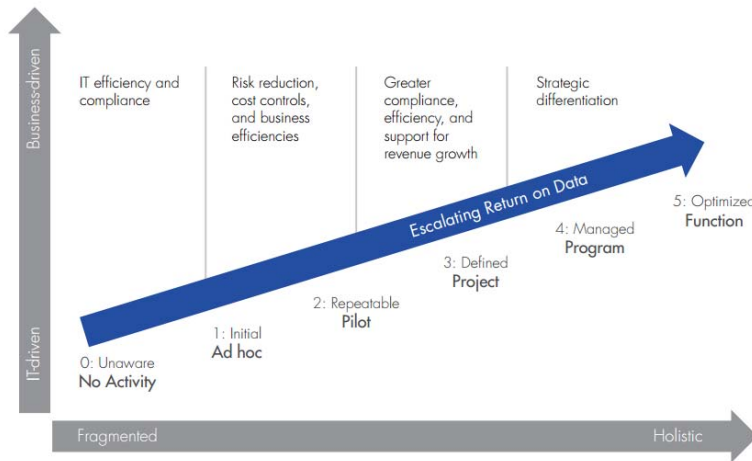 Business-driven
IT-driven
IT efficiency and
compliance
Risk reduction,
cost controls,
and business
efficiencies
Greater
compliance,
efficiency, and
support for
revenue growth
Strategic
differentiation
Escalating Return on Data
0: Unaware
No Activity
1: Initial
Ad hoc
2: Repeatable
Pilot
3: Defined
Project
4: Managed
Program
5: Optimized
Function
Fragmented
Holistic